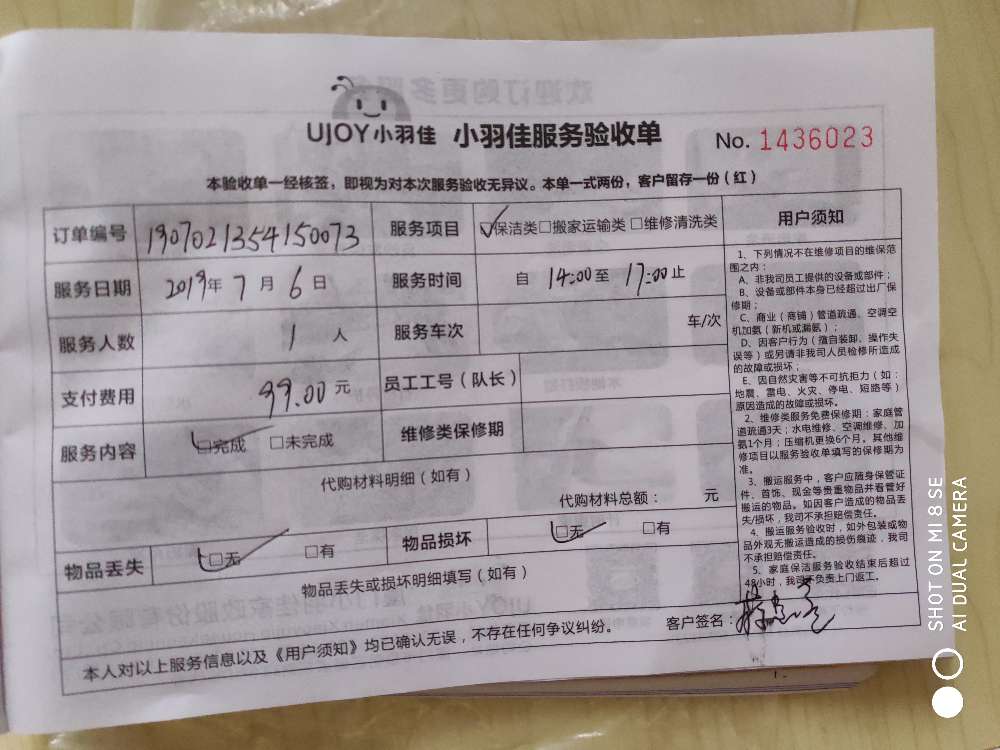 UJOY小羽佳 小羽佳服务验收单 No. 1436023
本验收单一经核签，即视为对本次服务验收无异议。本单一式两份，客户留存一份（红）
订单编号 1907021354150073 服务项目 ☑保洁类□搬家运输类□维修清洗类
服务日期 2019年 7 月 6 日 服务时间 自 14:00至 17:00止
服务人数 1 人 服务车次 车/次
支付费用 99.00元 员工工号（队长）
服务内容 ☑完成 □未完成 维修类保修期
代购材料明细（如有）
代购材料总额： 元
物品丢失 ☑无 □有 物品损坏 ☑无 □有
物品丢失或损坏明细填写（如有）
本人对以上服务信息以及《用户须知》均已确认无误，不存在任何争议纠纷。 客户签名：
用户须知
1、下列情况不在维修项目的维保范
围之内：
A、非我司员工提供的设备或部件；
B、设备或部件本身已经超过出厂保
修期；
C、商业（商铺）管道疏通、空调空
机加氨（新机或漏氨）；
D、因客户行为（擅自装卸、操作失
误等）或另请非我司人员检修所造成
的故障或损坏；
E、因自然灾害等不可抗拒力（如：
地震、雷电、火灾、停电、短路等）
原因造成的故障或损坏。
2、维修类服务免费保修期：家庭管
道疏通3天；水电维修、空调维修、加
氨1个月；压缩机更换6个月。其他维
修项目以服务验收单填写的保修期为
准。
3、搬运服务中，客户应随身保管证
件、首饰、现金等贵重物品并看管好
搬运的物品。如因客户造成的物品丢
失/损坏，我司不承担赔偿责任。
4、搬运服务验收时，如外包装或物
品外观无搬运造成的损伤痕迹，我司
不承担赔偿责任。
5、家庭保洁服务验收结束后超过
48小时，我司不负责上门返工。
SHOT ON MI 8 SE
AI DUAL CAMERA